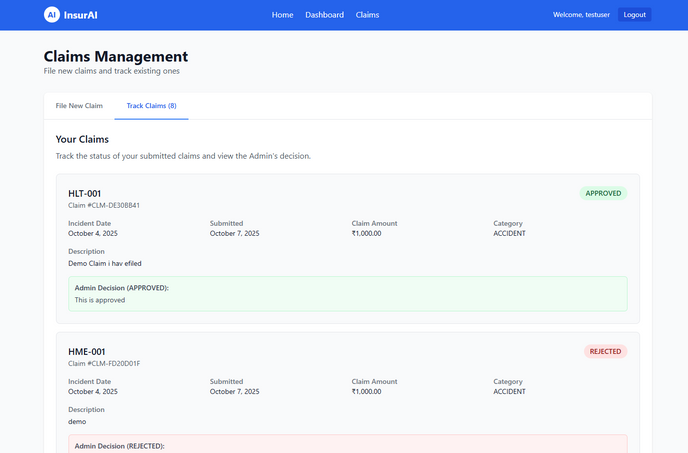 AI InsurAI Home Dashboard Claims Welcome, testuser Logout
Claims Management
File new claims and track existing ones
File New Claim Track Claims (8)
Your Claims
Track the status of your submitted claims and view the Admin's decision.
HLT-001 APPROVED
Claim #CLM-DE30BB41
Incident Date Submitted Claim Amount Category
October 4, 2025 October 7, 2025 ₹1,000.00 ACCIDENT
Description
Demo Claim i hav efiled
Admin Decision (APPROVED):
This is approved
HME-001 REJECTED
Claim #CLM-FD20D01F
Incident Date Submitted Claim Amount Category
October 4, 2025 October 7, 2025 ₹1,000.00 ACCIDENT
Description
demo
Admin Decision (REJECTED):